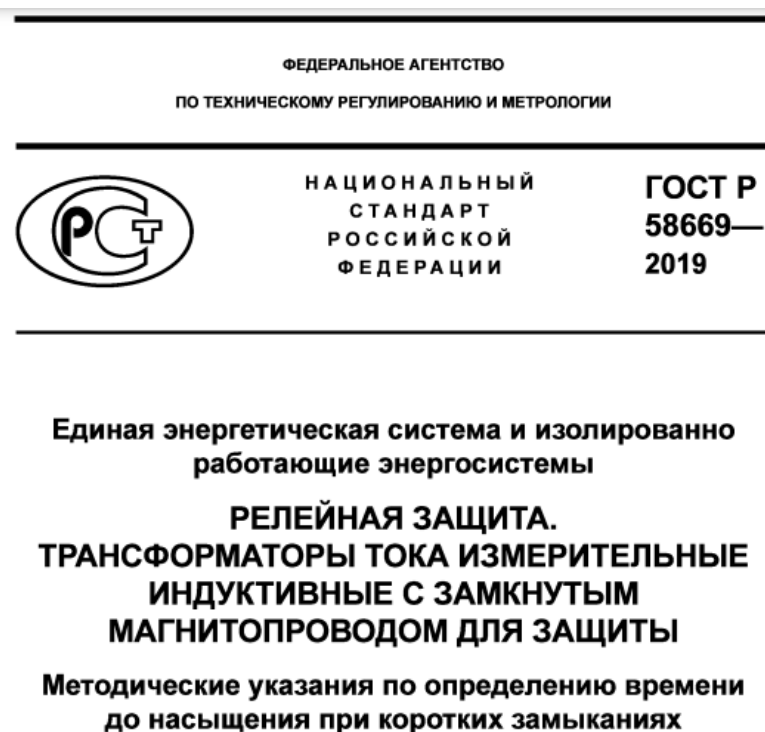 ФЕДЕРАЛЬНОЕ АГЕНТСТВО
ПО ТЕХНИЧЕСКОМУ РЕГУЛИРОВАНИЮ И МЕТРОЛОГИИ
РСТ
НАЦИОНАЛЬНЫЙ
СТАНДАРТ
РОССИЙСКОЙ
ФЕДЕРАЦИИ
ГОСТ Р
58669—
2019
Единая энергетическая система и изолированно
работающие энергосистемы
РЕЛЕЙНАЯ ЗАЩИТА.
ТРАНСФОРМАТОРЫ ТОКА ИЗМЕРИТЕЛЬНЫЕ
ИНДУКТИВНЫЕ С ЗАМКНУТЫМ
МАГНИТОПРОВОДОМ ДЛЯ ЗАЩИТЫ
Методические указания по определению времени
до насыщения при коротких замыканиях